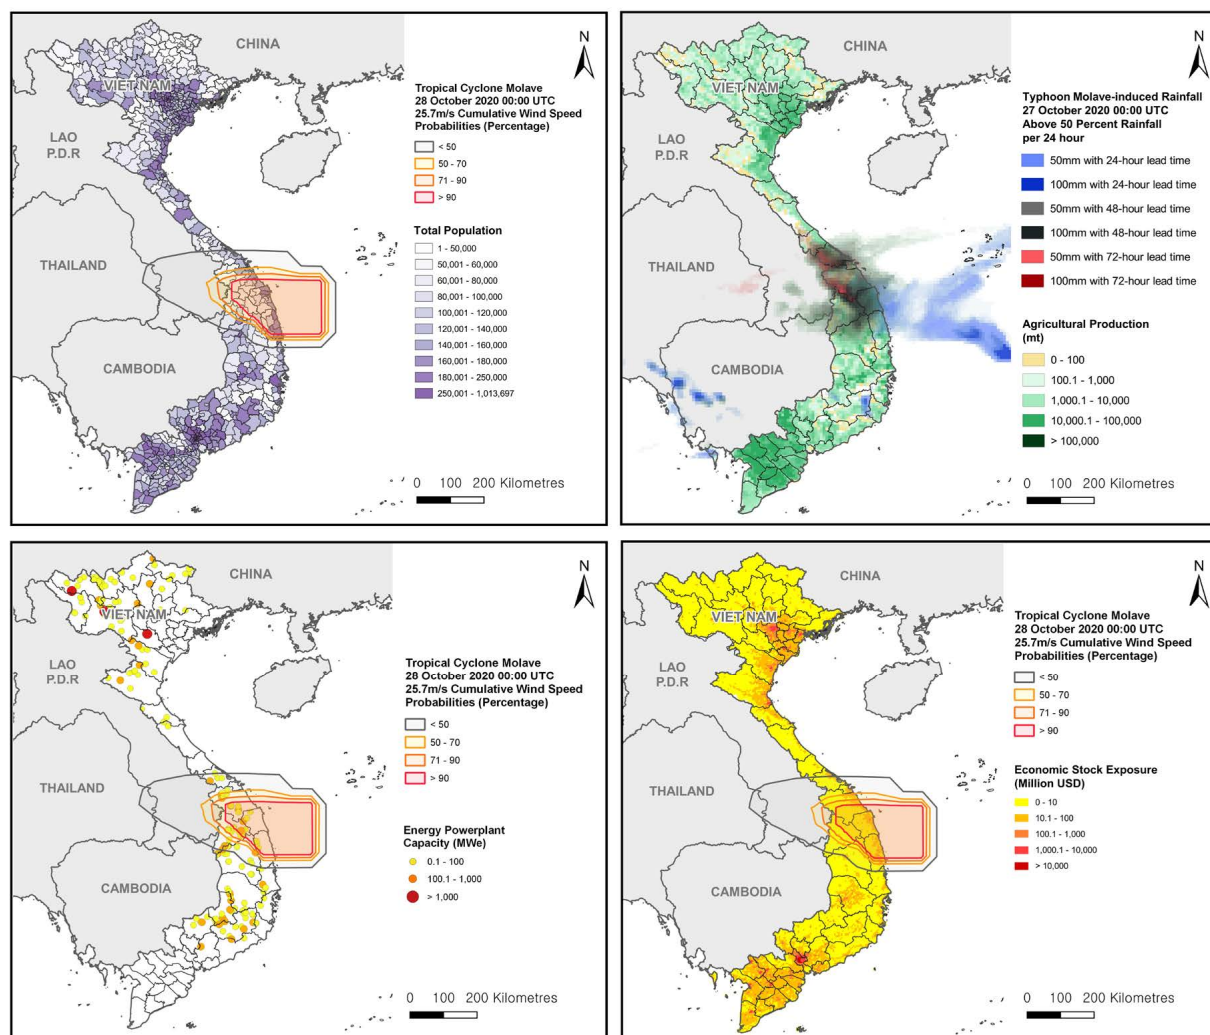 CHINA
N
VIET NAM
LAO
P.D.R
THAILAND
CAMBODIA
Tropical Cyclone Molave
28 October 2020 00:00 UTC
25.7m/s Cumulative Wind Speed
Probabilities (Percentage)
< 50
50 - 70
71 - 90
> 90
Total Population
1 - 50,000
50,001 - 60,000
60,001 - 80,000
80,001 - 100,000
100,001 - 120,000
120,001 - 140,000
140,001 - 160,000
160,001 - 180,000
180,001 - 250,000
250,001 - 1,013,697
0 100 200 Kilometres
CHINA
N
VIET NAM
LAO
P.D.R
THAILAND
CAMBODIA
Typhoon Molave-induced Rainfall
27 October 2020 00:00 UTC
Above 50 Percent Rainfall
per 24 hour
50mm with 24-hour lead time
100mm with 24-hour lead time
50mm with 48-hour lead time
100mm with 48-hour lead time
50mm with 72-hour lead time
100mm with 72-hour lead time
Agricultural Production
(mt)
0 - 100
100.1 - 1,000
1,000.1 - 10,000
10,000.1 - 100,000
> 100,000
0 100 200 Kilometres
CHINA
N
VIET NAM
LAO
P.D.R
THAILAND
CAMBODIA
Tropical Cyclone Molave
28 October 2020 00:00 UTC
25.7m/s Cumulative Wind Speed
Probabilities (Percentage)
< 50
50 - 70
71 - 90
> 90
Energy Powerplant
Capacity (MWe)
0.1 - 100
100.1 - 1,000
> 1,000
0 100 200 Kilometres
CHINA
N
VIET NAM
LAO
P.D.R
THAILAND
CAMBODIA
Tropical Cyclone Molave
28 October 2020 00:00 UTC
25.7m/s Cumulative Wind Speed
Probabilities (Percentage)
< 50
50 - 70
71 - 90
> 90
Economic Stock Exposure
(Million USD)
0 - 10
10.1 - 100
100.1 - 1,000
1,000.1 - 10,000
> 10,000
0 100 200 Kilometres